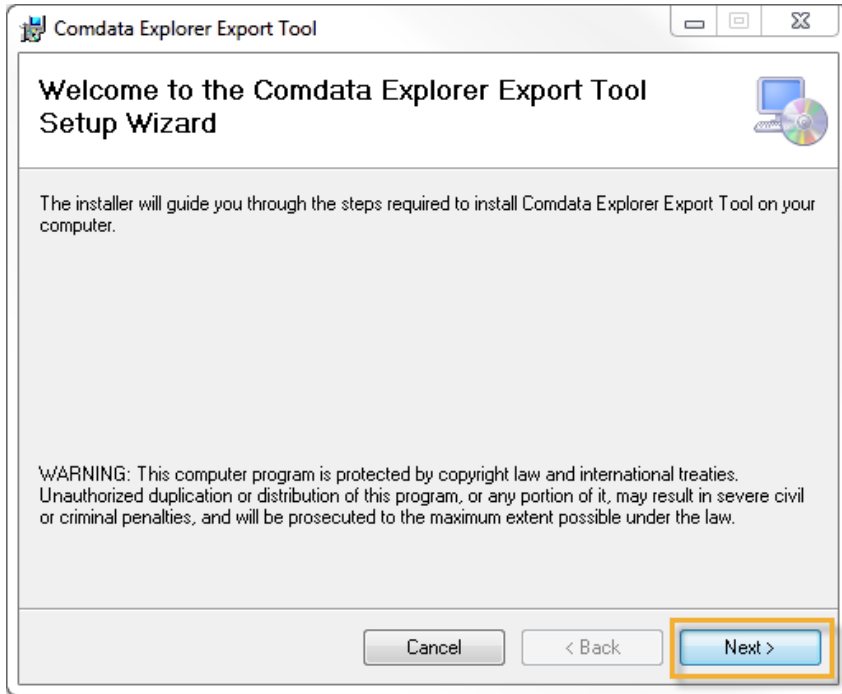 Comdata Explorer Export Tool
Welcome to the Comdata Explorer Export Tool
Setup Wizard
The installer will guide you through the steps required to install Comdata Explorer Export Tool on your
computer.
WARNING: This computer program is protected by copyright law and international treaties.
Unauthorized duplication or distribution of this program, or any portion of it, may result in severe civil
or criminal penalties, and will be prosecuted to the maximum extent possible under the law.
Cancel < Back Next >